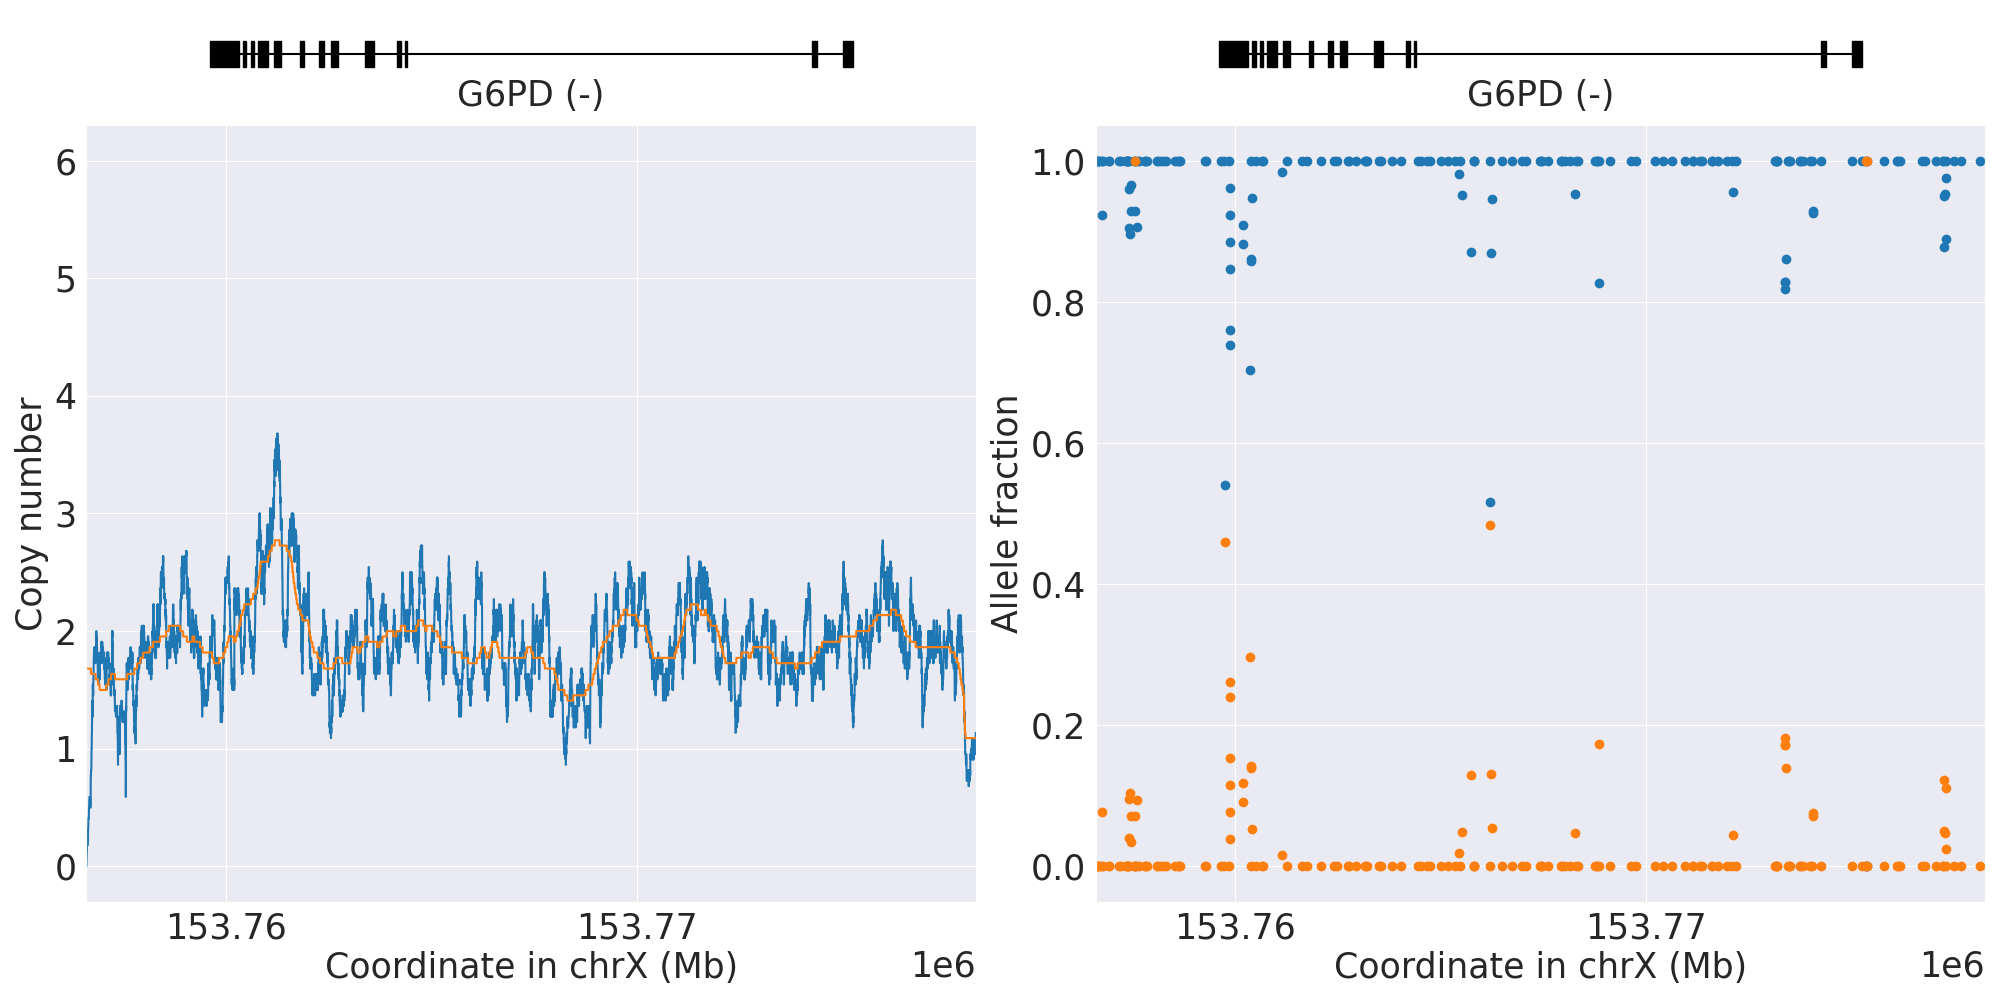 G6PD (-)
G6PD (-)
Copy number
6
5
4
3
2
1
0
153.76
153.77
Coordinate in chrX (Mb)
1e6
Allele fraction
1.0
0.8
0.6
0.4
0.2
0.0
153.76
153.77
Coordinate in chrX (Mb)
1e6